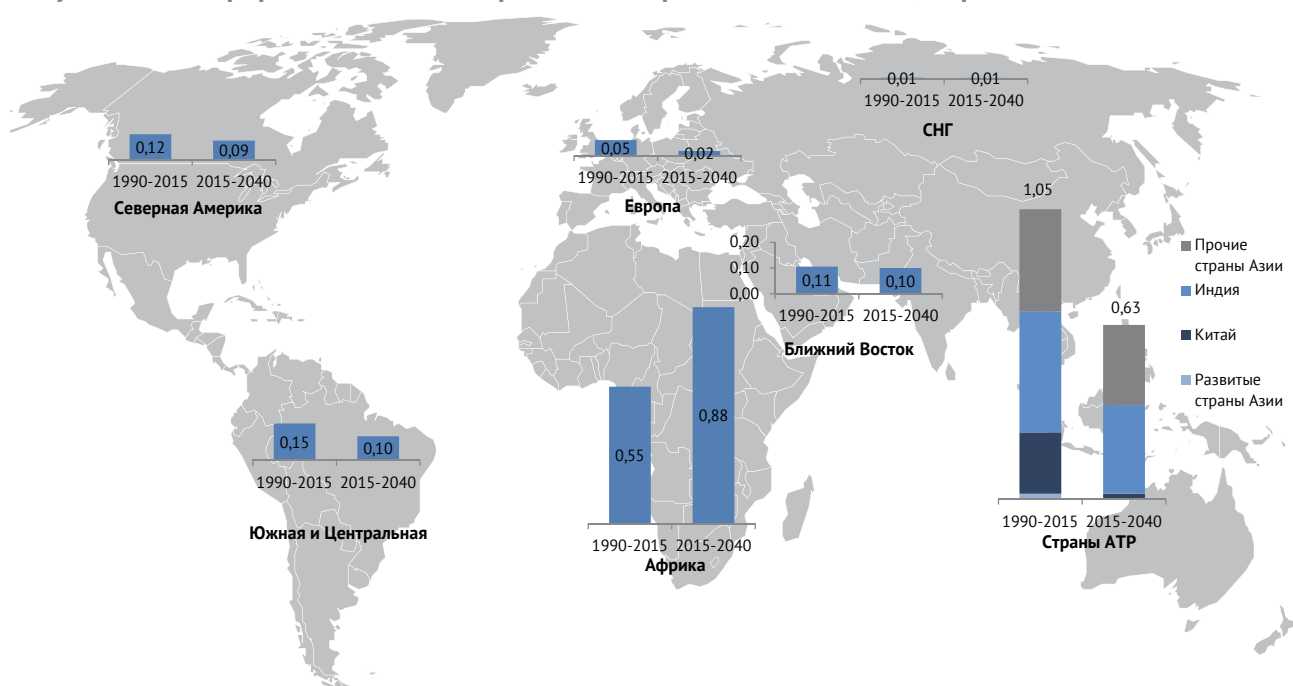 0,12
0,09
1990-2015 2015-2040
Северная Америка
0,05
0,02
1990-2015 2015-2040
Европа
0,01
0,01
1990-2015 2015-2040
СНГ
0,20
0,10
0,00
0,11
0,10
1990-2015 2015-2040
Ближний Восток
0,15
0,10
1990-2015 2015-2040
Южная и Центральная
0,55
0,88
1990-2015 2015-2040
Африка
1,05
0,63
1990-2015 2015-2040
Страны АТР
Прочие
страны Азии
Индия
Китай
Развитые
страны Азии